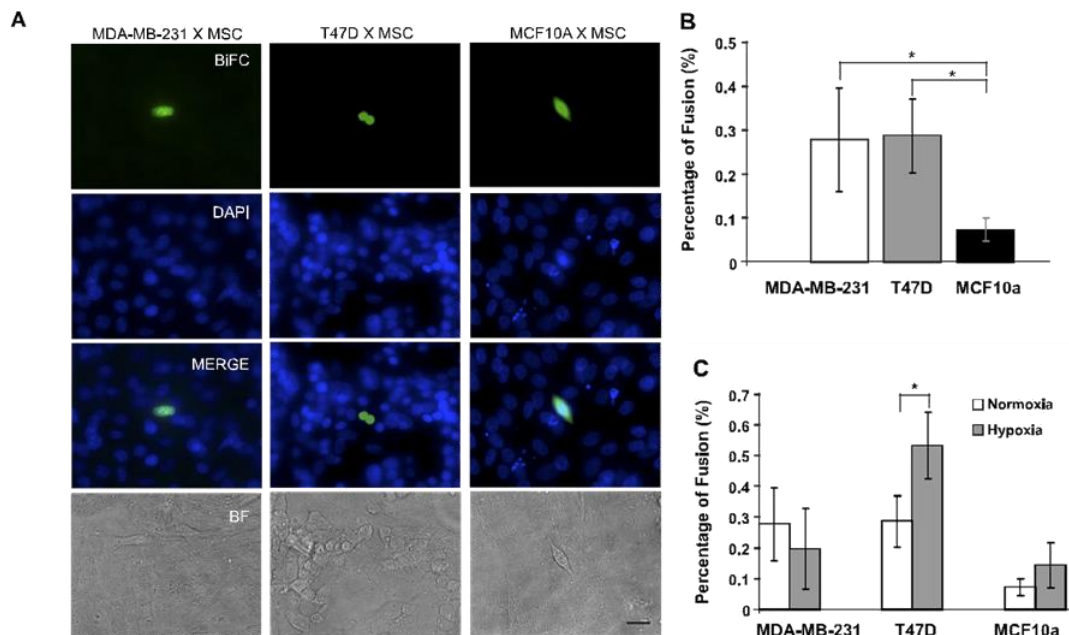 A
MDA-MB-231 X MSC
T47D X MSC
MCF10A X MSC
BiFC
DAPI
MERGE
BF
B
Percentage of Fusion (%)
0.5
0.4
0.3
0.2
0.1
0
*
*
MDA-MB-231
T47D
MCF10a
C
Percentage of Fusion (%)
0.7
0.6
0.5
0.4
0.3
0.2
0.1
0
*
Normoxia
Hypoxia
MDA-MB-231
T47D
MCF10a